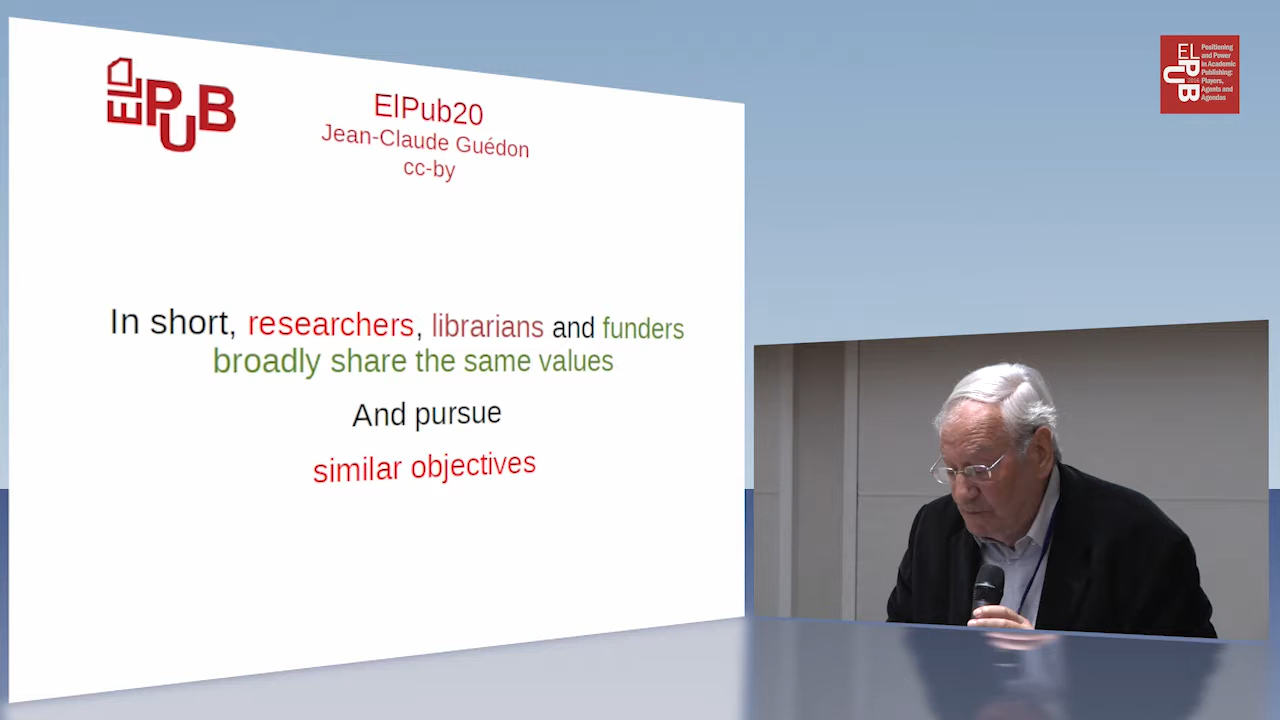 ELPUB
ElPub20
Jean-Claude Guédon
cc-by
In short, researchers, librarians and funders
broadly share the same values
And pursue
similar objectives
ELPUB
2016
Positioning
and Power
in Academic
Publishing:
Players,
Agents and
Agendas